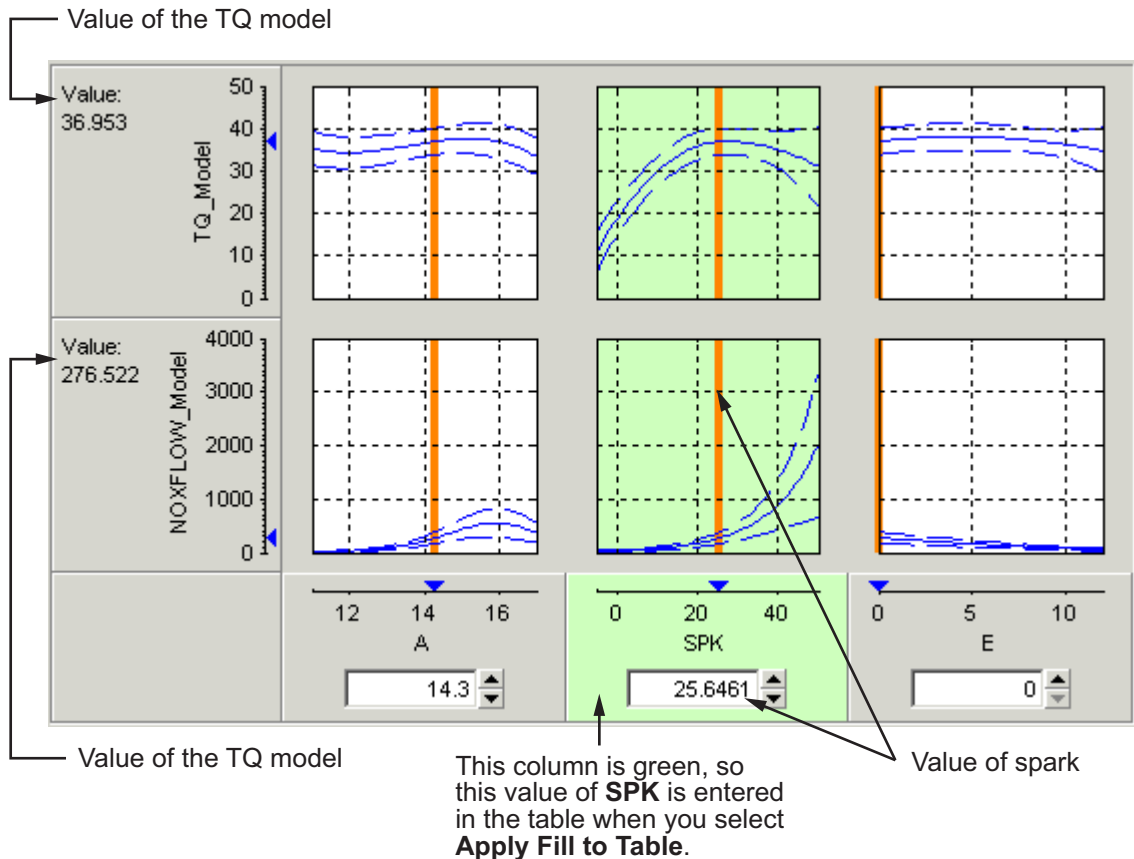 Value of the TQ model
Value:
36.953
TQ_Model
50
40
30
20
10
0
Value:
276.522
NOXFLOW_Model
4000
3000
2000
1000
0
12 14 16
A
14.3
0 20 40
SPK
25.6461
0 5 10
E
0
Value of the TQ model
This column is green, so
this value of SPK is entered
in the table when you select
Apply Fill to Table.
Value of spark